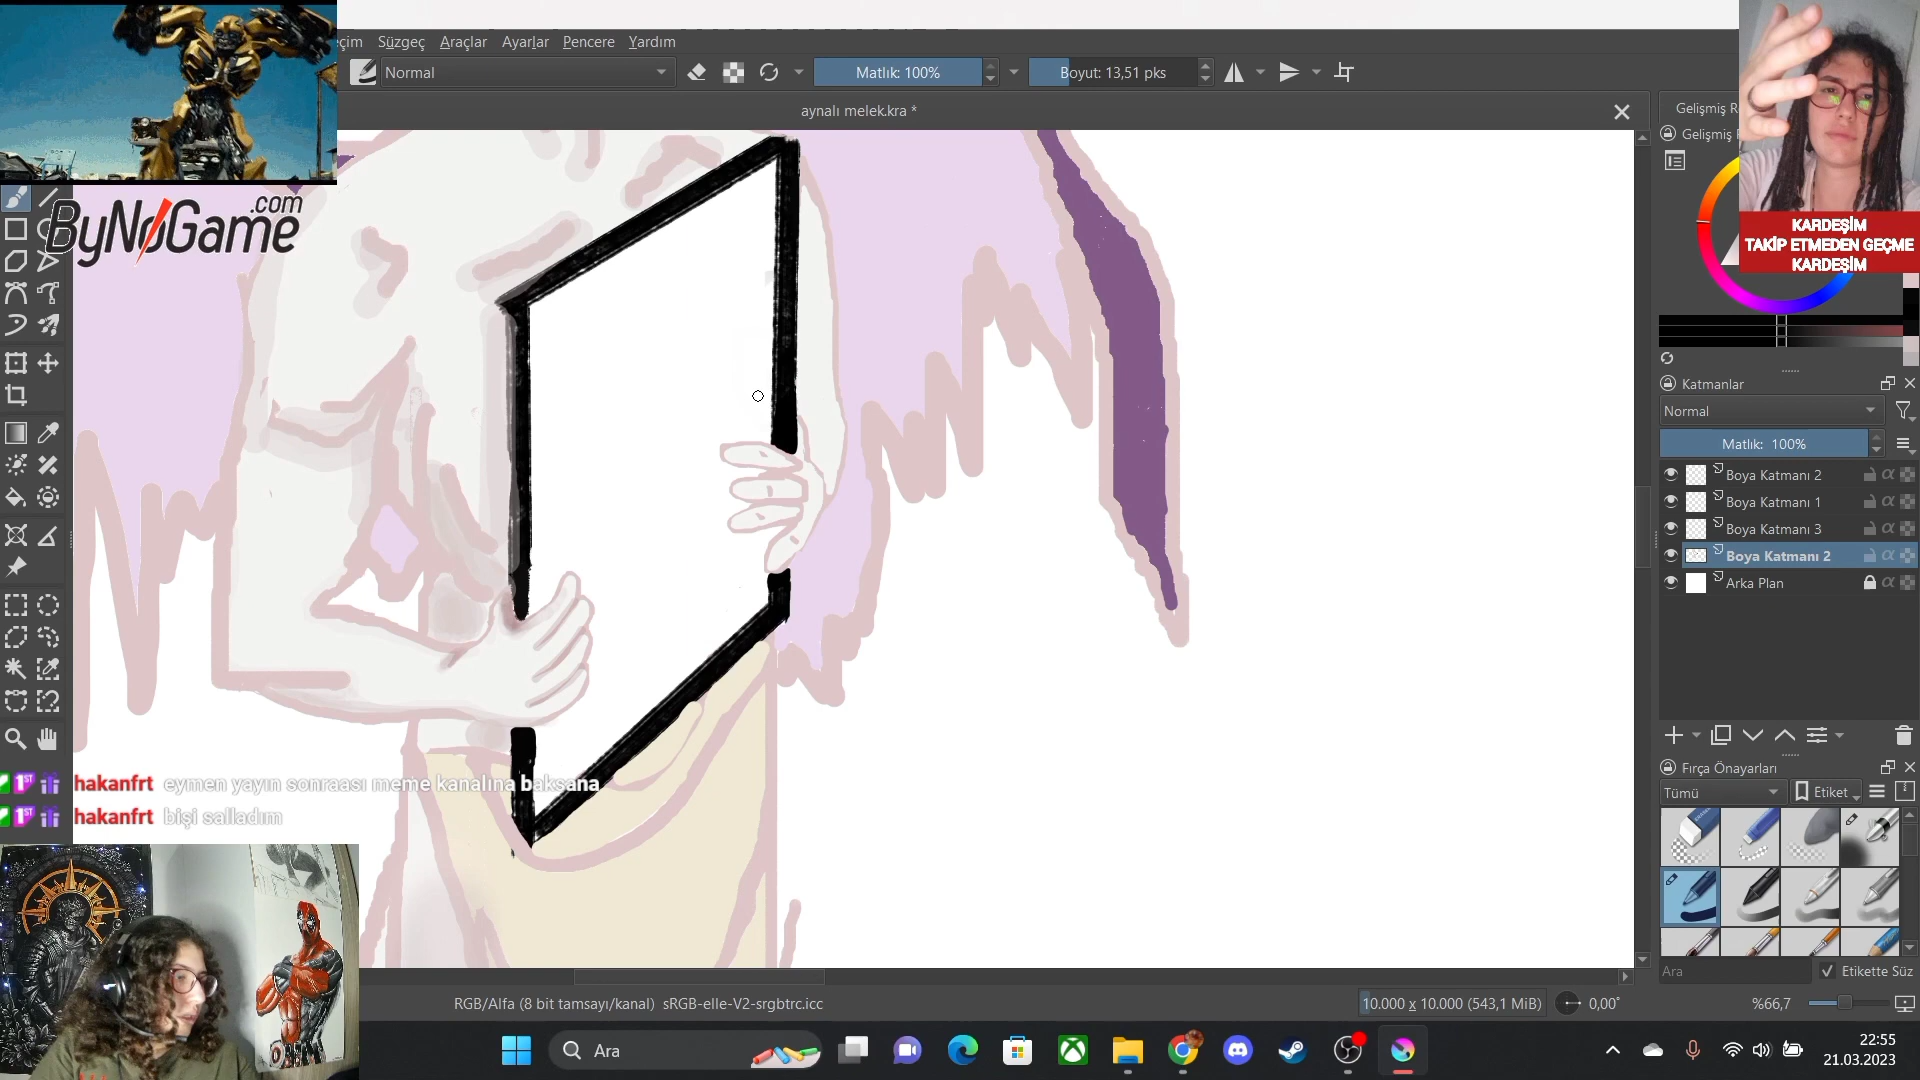 Süzgeç Araçlar Ayarlar Pencere Yardım
Normal
Matlık: 100%
Boyut: 13,51 pks
aynalı melek.kra *
ByNoGame.com
KARDEŞİM
TAKİP ETMEDEN GEÇME
KARDEŞİM
Gelişmiş R
Gelişmiş
Katmanlar
Normal
Matlık: 100%
Boya Katmanı 2
Boya Katmanı 1
Boya Katmanı 3
Boya Katmanı 2
Arka Plan
Fırça Önayarları
Tümü
Etiket
Ara
Etikette Süz
hakanfrt eymen yayın sonraası meme kanalına baksana
hakanfrt bişi salladım
RGB/Alfa (8 bit tamsayı/kanal) sRGB-elle-V2-srgbtrc.icc
10.000 x 10.000 (543,1 MiB)
0,00°
%66,7
Ara
22:55
21.03.2023